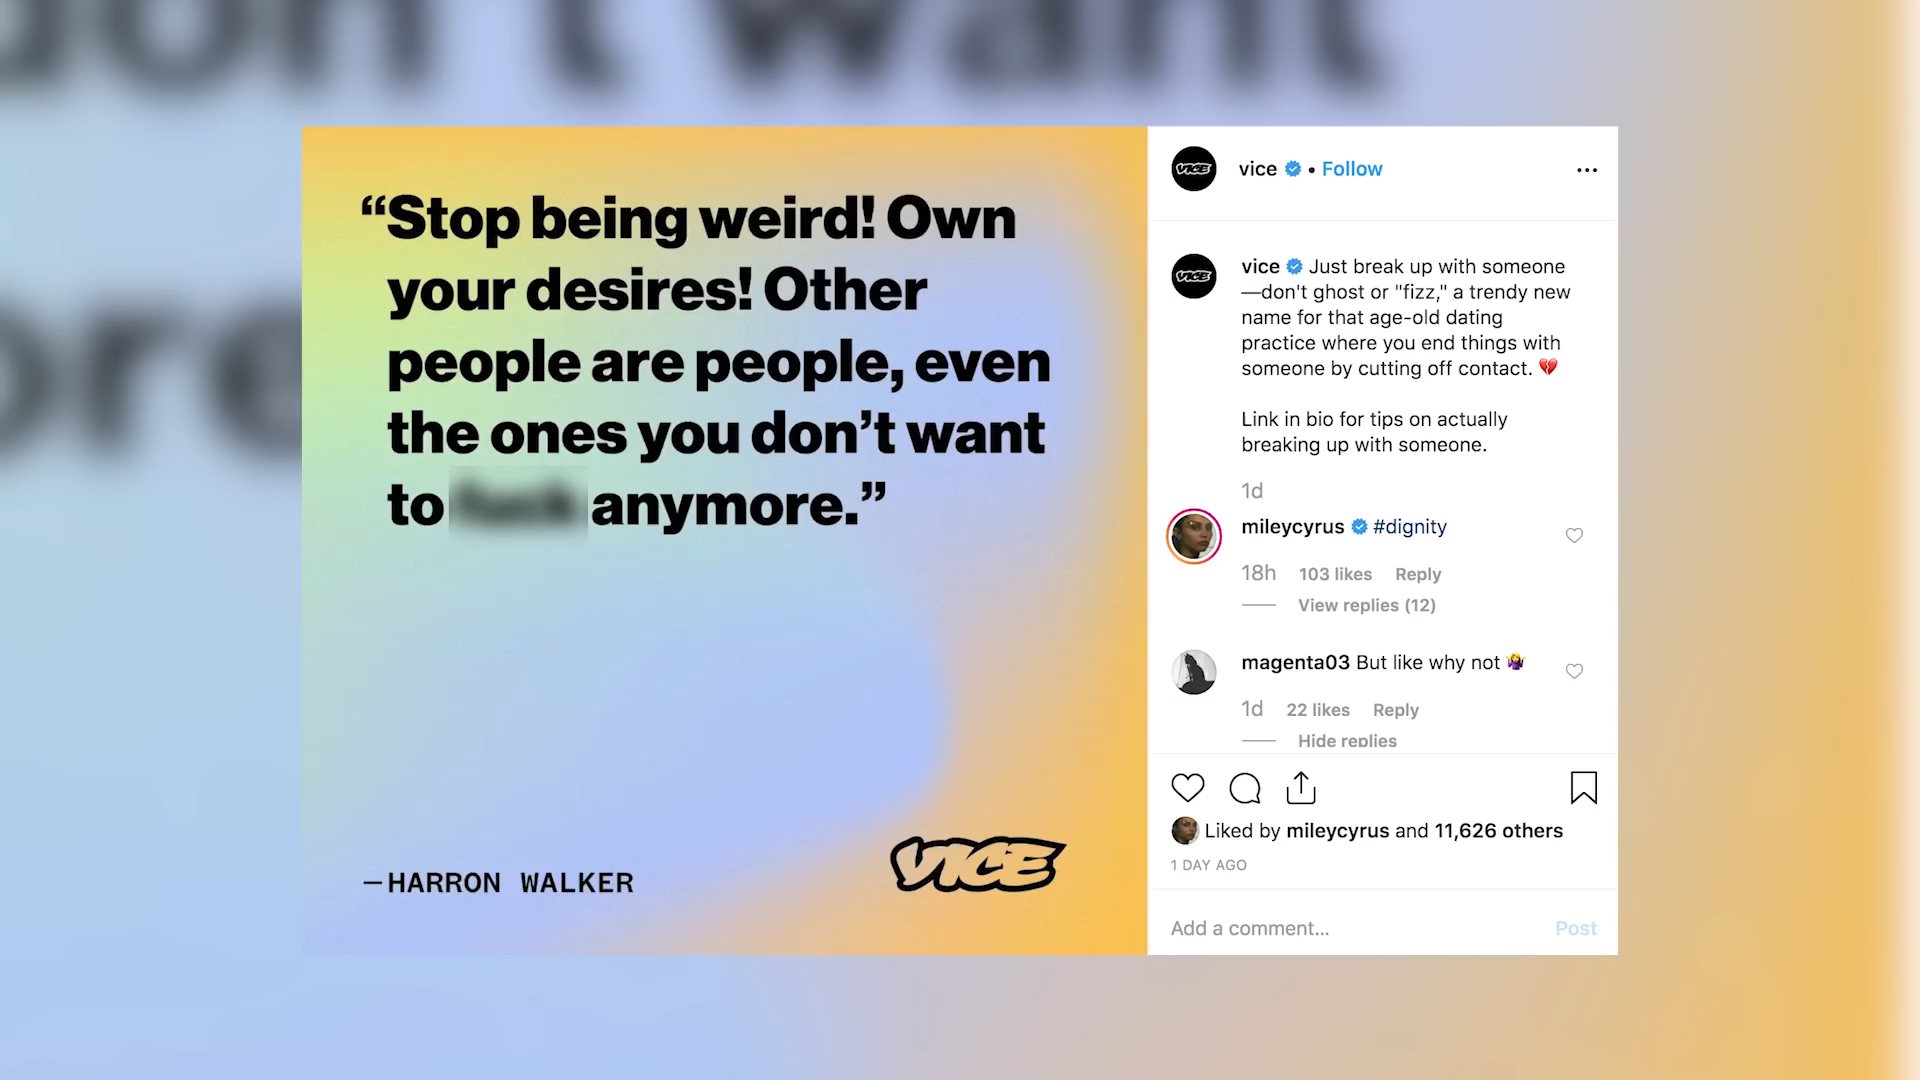 don't want
“Stop being weird! Own
your desires! Other
people are people, even
the ones you don’t want
to fuck anymore.”
—HARRON WALKER
VICE
VICE
vice • Follow
VICE
vice Just break up with someone
—don't ghost or "fizz," a trendy new
name for that age-old dating
practice where you end things with
someone by cutting off contact. 💔
Link in bio for tips on actually
breaking up with someone.
1d
mileycyrus #dignity
18h 103 likes Reply
View replies (12)
magenta03 But like why not 🤷‍♀️
1d 22 likes Reply
Hide replies
Liked by mileycyrus and 11,626 others
1 DAY AGO
Add a comment... Post